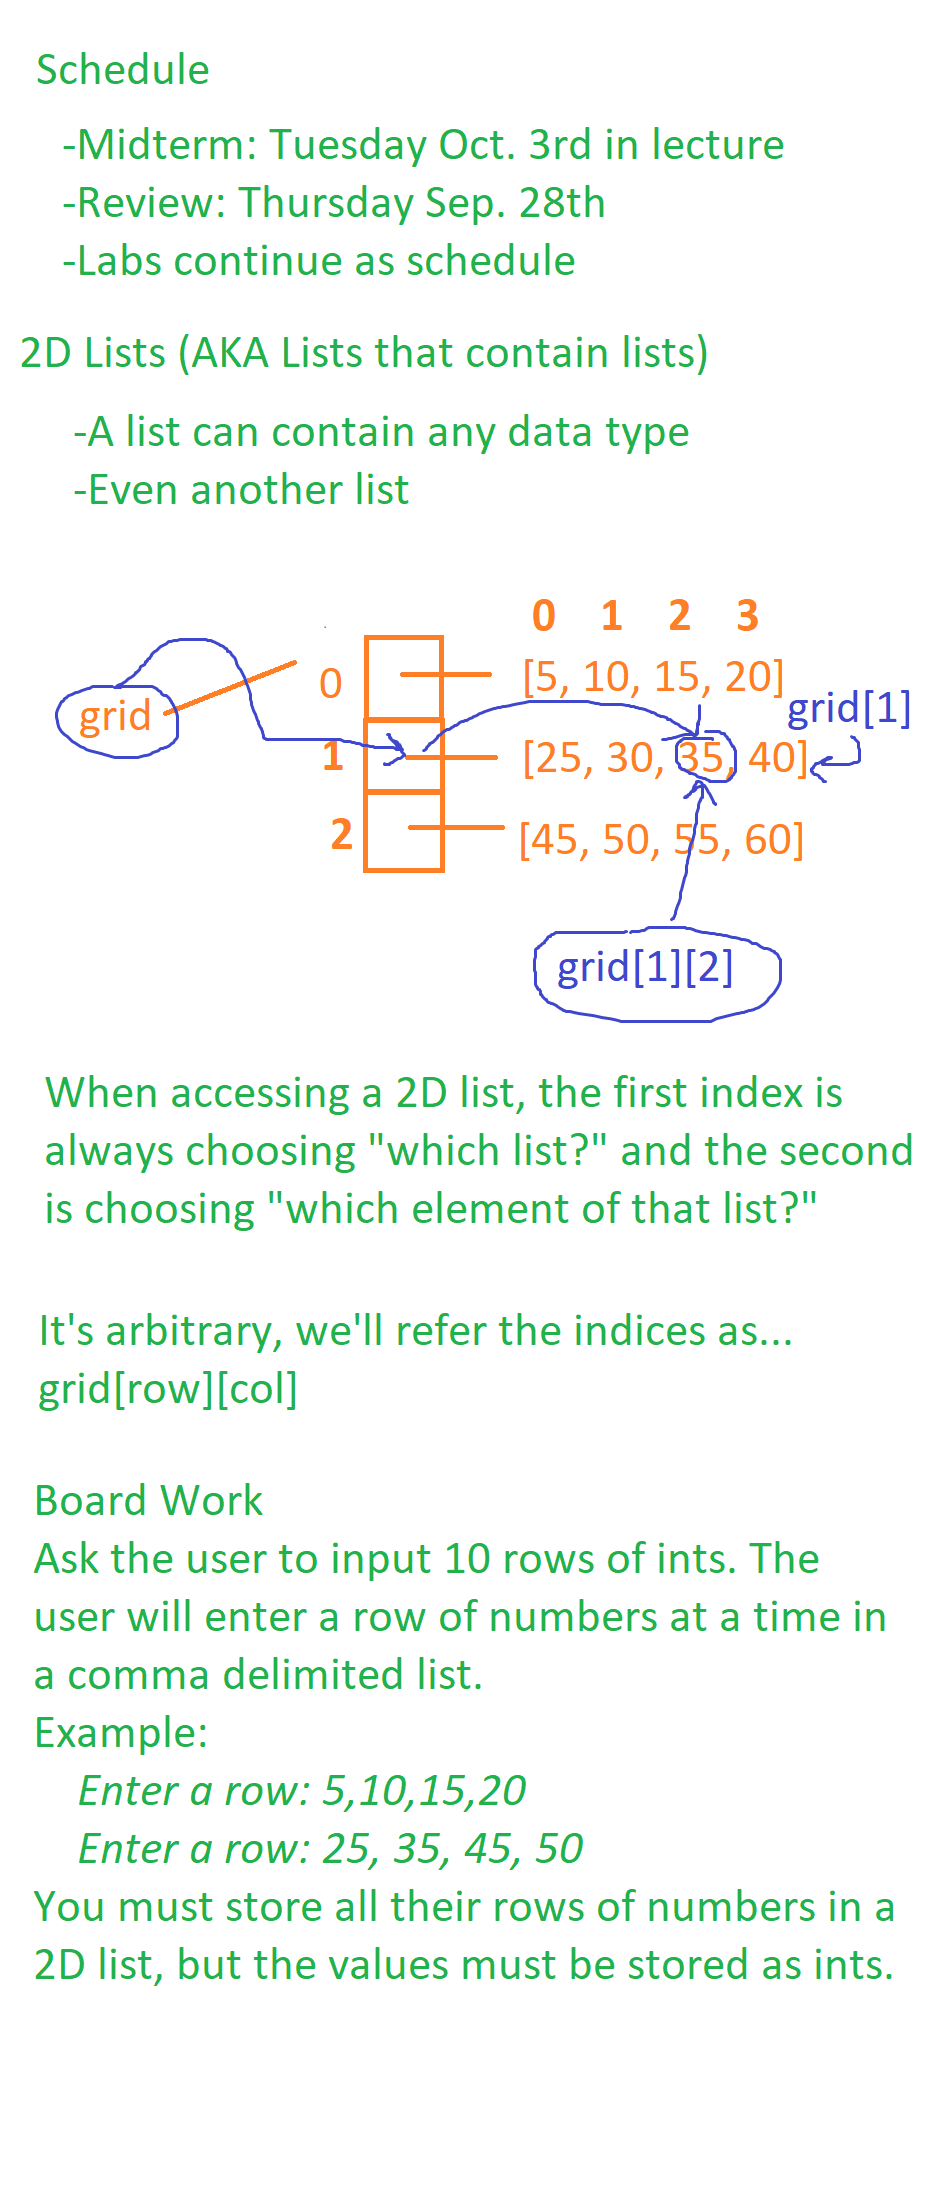 Schedule
-Midterm: Tuesday Oct. 3rd in lecture
-Review: Thursday Sep. 28th
-Labs continue as schedule
2D Lists (AKA Lists that contain lists)
-A list can contain any data type
-Even another list
0 1 2 3
0 [5, 10, 15, 20]
grid grid[1]
1 [25, 30, 35, 40]
2 [45, 50, 55, 60]
grid[1][2]
When accessing a 2D list, the first index is
always choosing "which list?" and the second
is choosing "which element of that list?"
It's arbitrary, we'll refer the indices as...
grid[row][col]
Board Work
Ask the user to input 10 rows of ints. The
user will enter a row of numbers at a time in
a comma delimited list.
Example:
Enter a row: 5,10,15,20
Enter a row: 25, 35, 45, 50
You must store all their rows of numbers in a
2D list, but the values must be stored as ints.